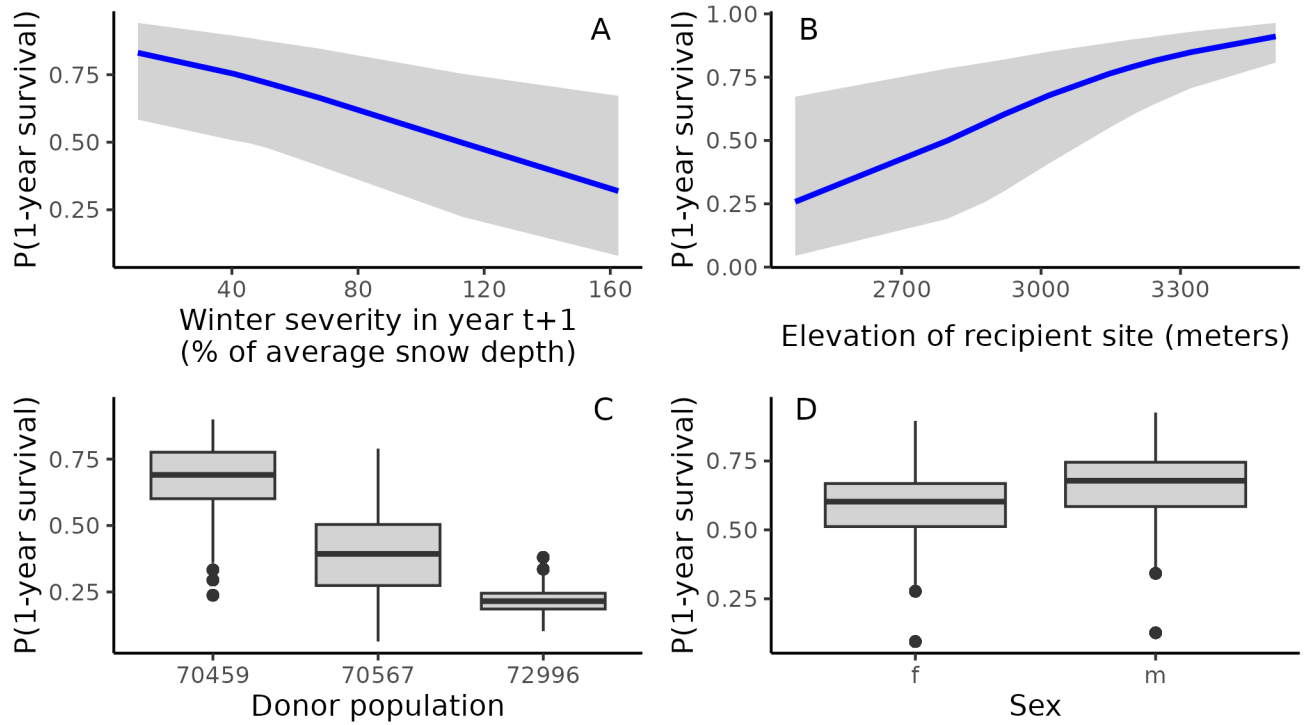 A
P(1-year survival)
0.75
0.50
0.25
40 80 120 160
Winter severity in year t+1
(% of average snow depth)
B
P(1-year survival)
1.00
0.75
0.50
0.25
0.00
2700 3000 3300
Elevation of recipient site (meters)
C
P(1-year survival)
0.75
0.50
0.25
70459 70567 72996
Donor population
D
P(1-year survival)
0.75
0.50
0.25
f m
Sex